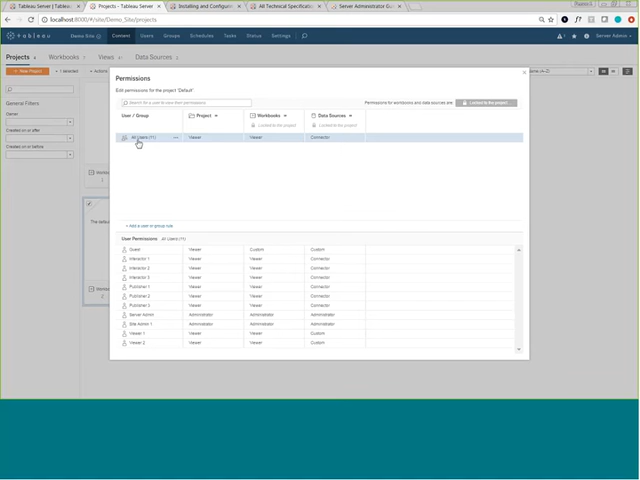 Tableau Server | Tableau
Projects - Tableau Server
Installing and Configurin
All Technical Specification
Server Administrator Gui
localhost:8000/#/site/Demo_Site/projects
tableau Demo Site Content Users Groups Schedules Tasks Status Settings Server Admin
Projects Workbooks Views Data Sources
+ New Project 1 selected + Actions
General Filters
Owner
Created on or after
Created on or before
The default
Permissions
Edit permissions for the project 'Default'.
Search for a user to view their permissions
Permissions for workbooks and data sources are: Locked to the project
User / Group Project Workbooks Data Sources
Locked to the project Locked to the project
All Users (11) Viewer Viewer Connector
+ Add a user or group rule
User Permissions All Users (11)
Guest Viewer Custom Custom
Interactor 1 Viewer Viewer Connector
Interactor 2 Viewer Viewer Connector
Interactor 3 Viewer Viewer Connector
Publisher 1 Viewer Viewer Connector
Publisher 2 Viewer Viewer Connector
Publisher 3 Viewer Viewer Connector
Server Admin Administrator Administrator Administrator
Site Admin 1 Administrator Administrator Administrator
Viewer 1 Viewer Viewer Custom
Viewer 2 Viewer Viewer Custom